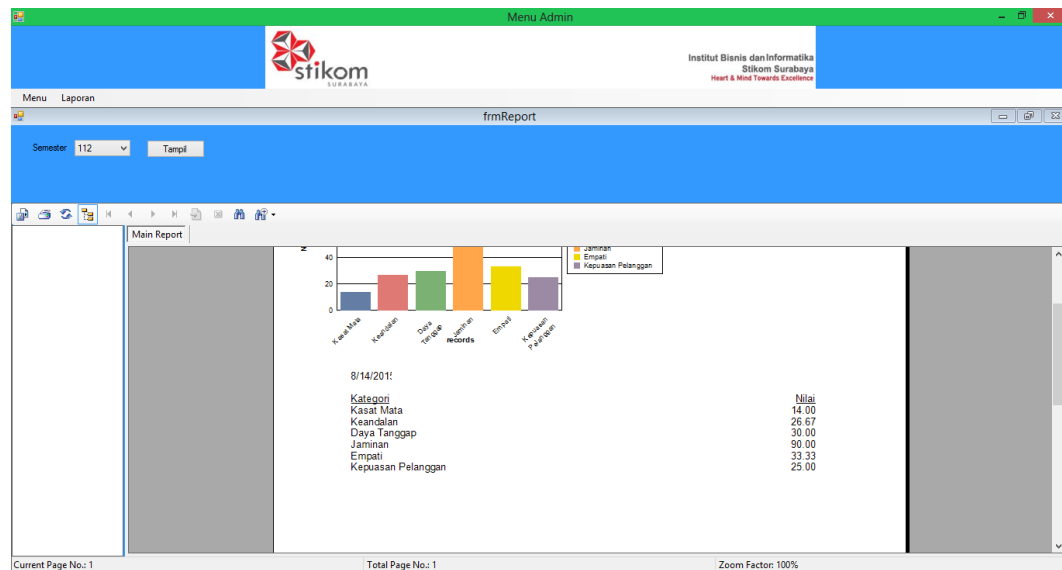 Menu Admin
stikom
SURABAYA
Institut Bisnis dan Informatika
Stikom Surabaya
Heart & Mind Towards Excellence
Menu Laporan
frmReport
Semester 112 Tampil
Main Report
40
20
0
Jaminan
Empati
Kepuasan Pelanggan
Kasat Mata
Keandalan
Daya Tanggap
Jaminan
Empati
Kepuasan Pelanggan
records
8/14/2015
Kategori Nilai
Kasat Mata 14.00
Keandalan 26.67
Daya Tanggap 30.00
Jaminan 90.00
Empati 33.33
Kepuasan Pelanggan 25.00
Current Page No.: 1 Total Page No.: 1 Zoom Factor: 100%